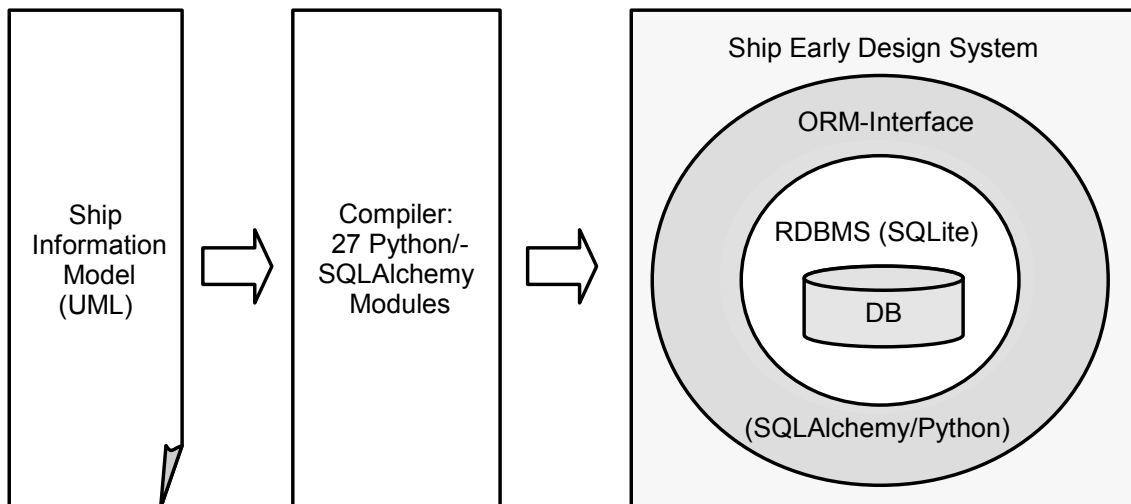 Ship
Information
Model
(UML)
Compiler:
27 Python/-
SQLAlchemy
Modules
Ship Early Design System
ORM-Interface
RDBMS (SQLite)
DB
(SQLAlchemy/Python)